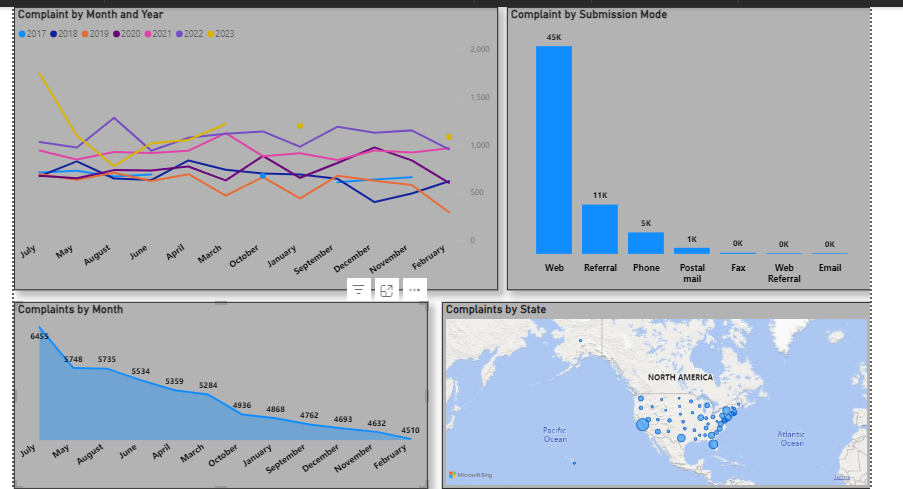 Complaint by Month and Year
2017 2018 2019 2020 2021 2022 2023
2,000
1,500
1,000
500
0
July May August June April March October January September December November February
Complaint by Submission Mode
45K
11K
5K
1K
0K
0K
0K
Web Referral Phone Postal mail Fax Web Referral Email
Complaints by Month
6455
5748
5735
5534
5359
5284
4936
4868
4762
4693
4632
4510
July May August June April March October January September December November February
Complaints by State
NORTH AMERICA
Pacific Ocean
Atlantic Ocean
Microsoft Bing
Terms